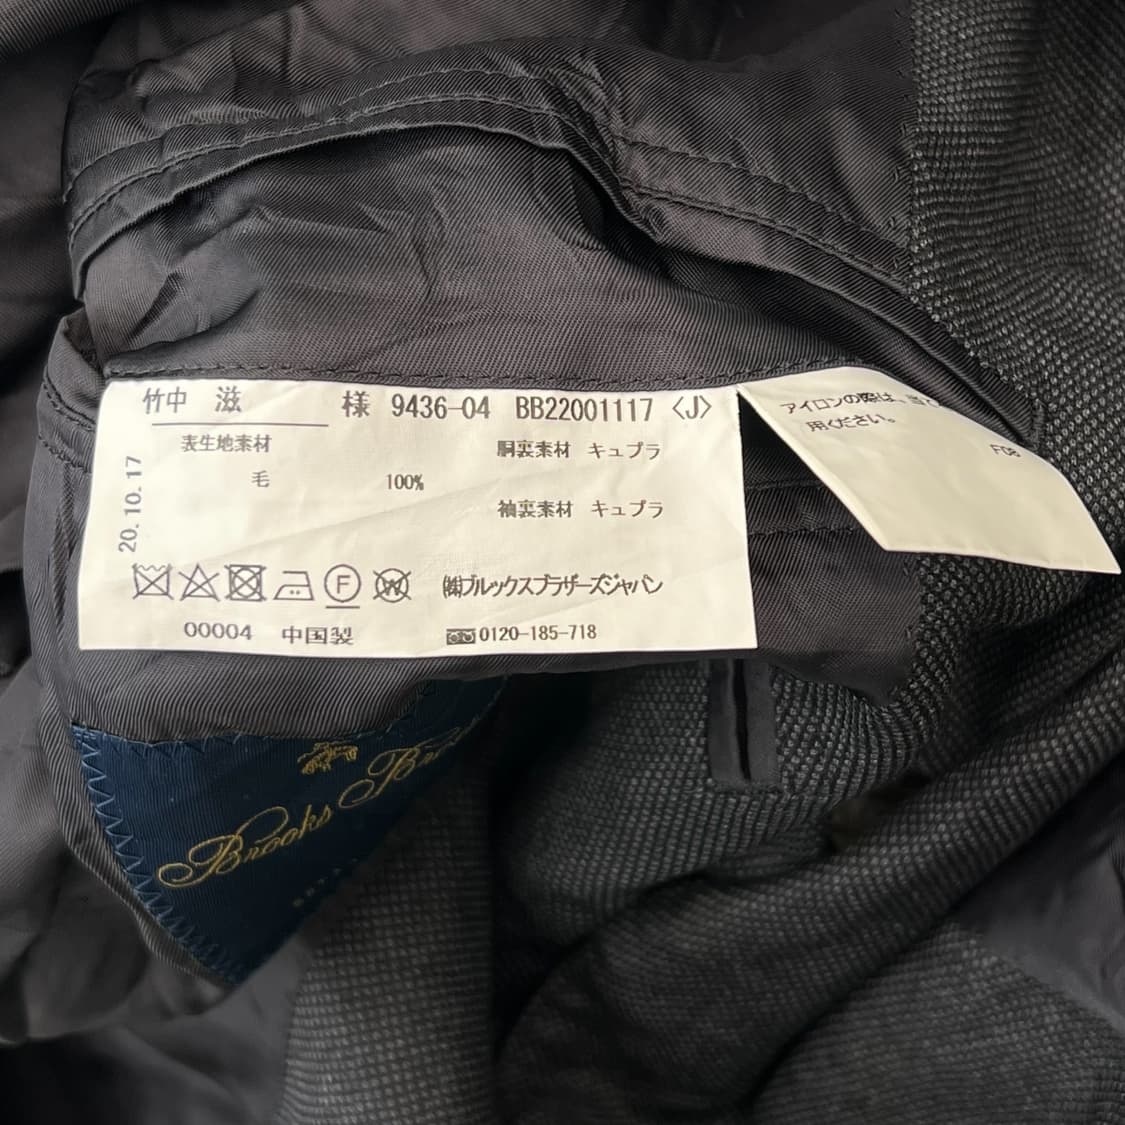 竹中 滋 様 9436-04 BB22001117 <J>
表生地素材
毛 100%
胴裏素材 キュプラ
袖裏素材 キュプラ
20.10.17
F W
(株)ブルックスブラザーズジャパン
00004 中国製
0120-185-718
アイロンの際は、当て
用ください。
F08
Brooks